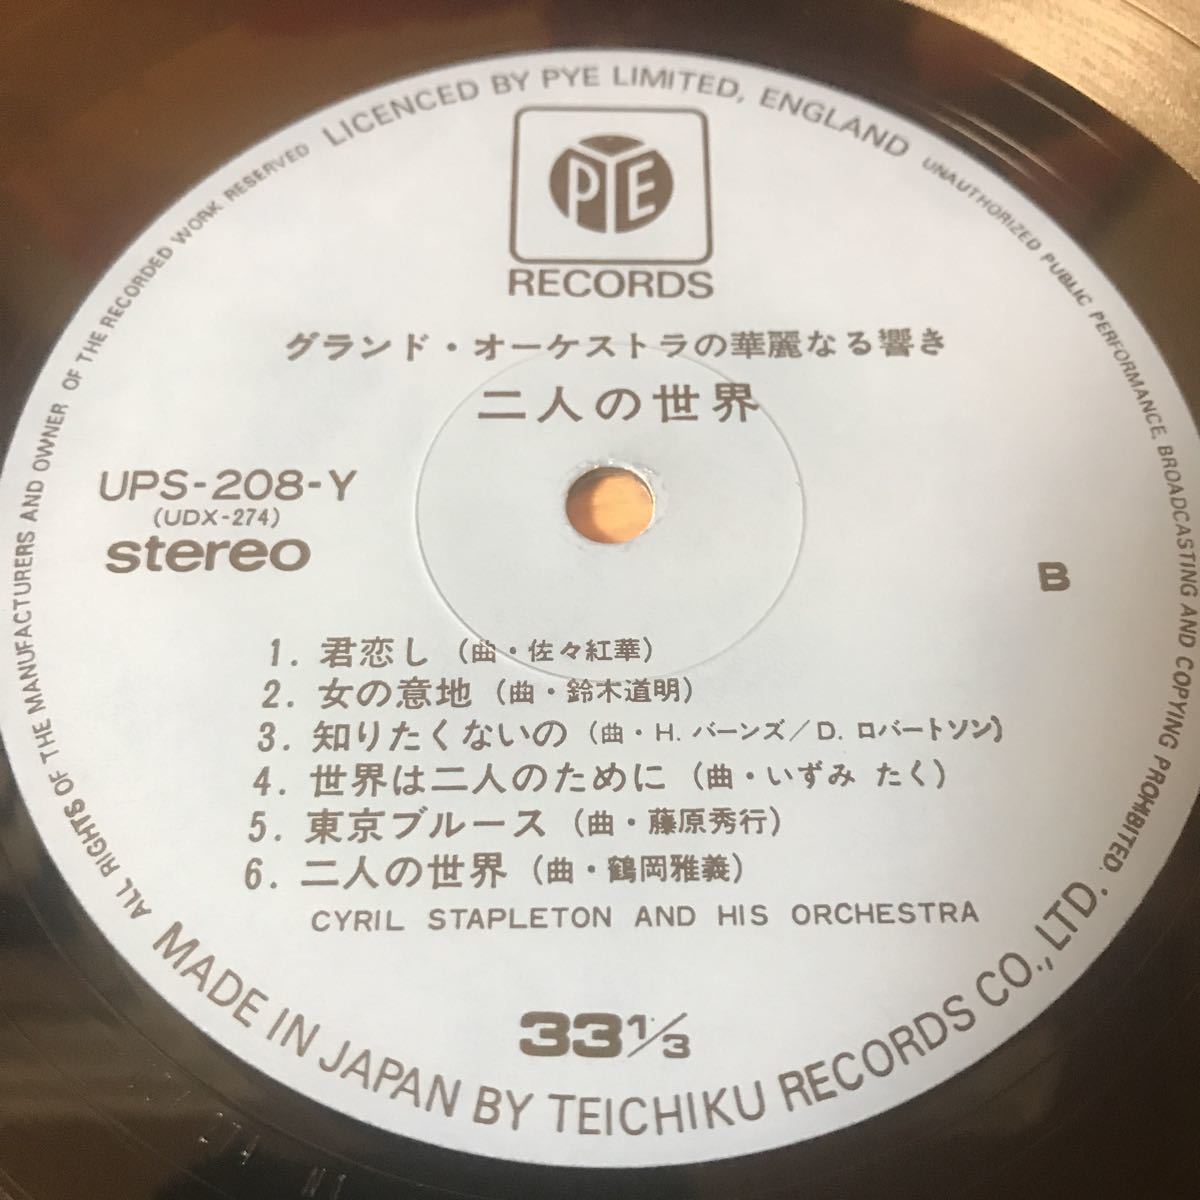 LICENCED BY PYE LIMITED, ENGLAND
UNAUTHORIZED PUBLIC PERFORMANCE, BROADCASTING AND COPYING PROHIBITED.
PYE
RECORDS
グランド・オーケストラの華麗なる響き
二人の世界
UPS-208-Y
(UDX-274)
stereo
B
1. 君恋し (曲・佐々紅華)
2. 女の意地 (曲・鈴木道明)
3. 知りたくないの (曲・H. バーンズ/D. ロバートソン)
4. 世界は二人のために (曲・いずみ たく)
5. 東京ブルース (曲・藤原秀行)
6. 二人の世界 (曲・鶴岡雅義)
CYRIL STAPLETON AND HIS ORCHESTRA
33 1/3
ALL RIGHTS OF THE MANUFACTURERS AND OWNER OF THE RECORDED WORK RESERVED
MADE IN JAPAN BY TEICHIKU RECORDS CO., LTD.